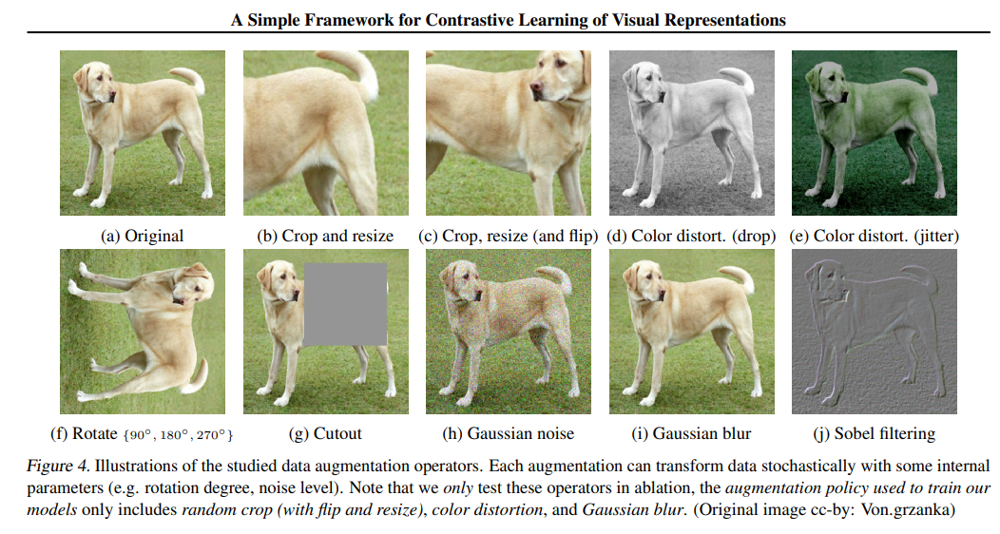 A Simple Framework for Contrastive Learning of Visual Representations
(a) Original
(b) Crop and resize
(c) Crop, resize (and flip)
(d) Color distort. (drop)
(e) Color distort. (jitter)
(f) Rotate {90°, 180°, 270°}
(g) Cutout
(h) Gaussian noise
(i) Gaussian blur
(j) Sobel filtering
Figure 4. Illustrations of the studied data augmentation operators. Each augmentation can transform data stochastically with some internal
parameters (e.g. rotation degree, noise level). Note that we only test these operators in ablation, the augmentation policy used to train our
models only includes random crop (with flip and resize), color distortion, and Gaussian blur. (Original image cc-by: Von.grzanka)